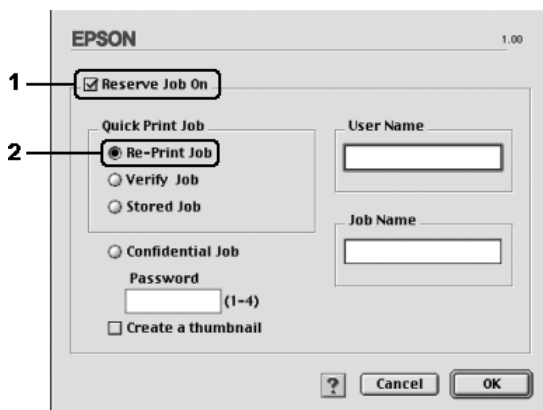 EPSON
1.00
1
Reserve Job On
Quick Print Job
2
Re-Print Job
Verify Job
Stored Job
Confidential Job
Password
(1-4)
Create a thumbnail
User Name
Job Name
?
Cancel
OK